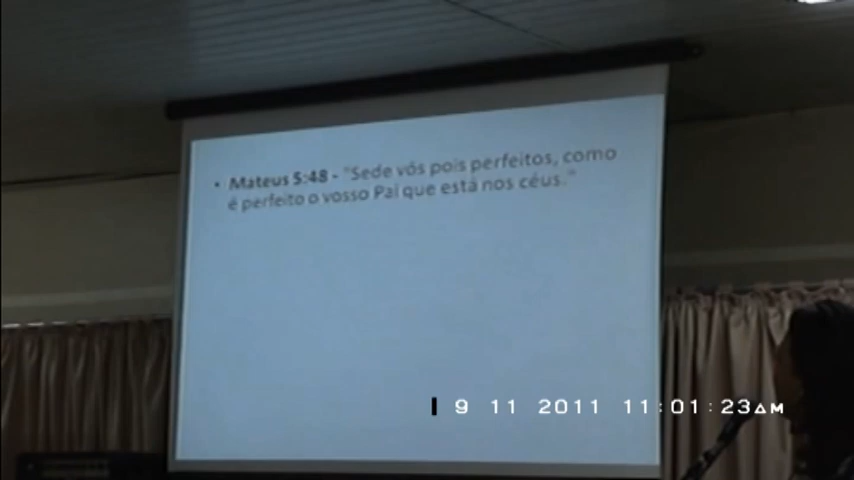 • Mateus 5:48 - "Sede vós pois perfeitos, como
é perfeito o vosso Pai que está nos céus."
9 11 2011 11:01:23AM